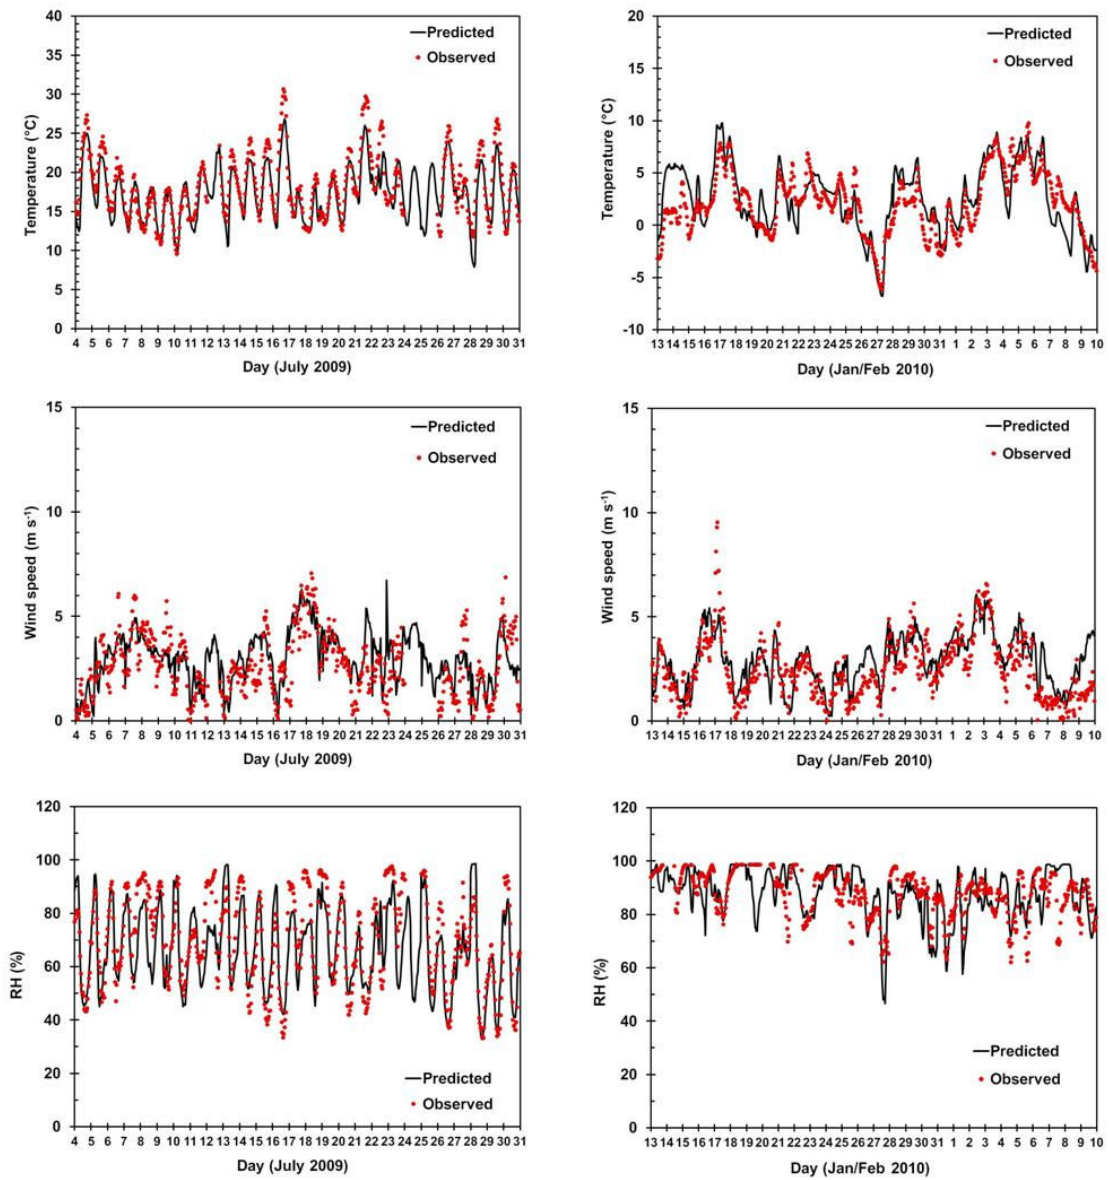 40
35
30
25
20
15
10
5
0
Temperature (°C)
Predicted
Observed
4 5 6 7 8 9 10 11 12 13 14 15 16 17 18 19 20 21 22 23 24 25 26 27 28 29 30 31
Day (July 2009)
20
15
10
5
0
-5
-10
Temperature (°C)
Predicted
Observed
13 14 15 16 17 18 19 20 21 22 23 24 25 26 27 28 29 30 31 1 2 3 4 5 6 7 8 9 10
Day (Jan/Feb 2010)
15
10
5
0
Wind speed (m s-1)
Predicted
Observed
4 5 6 7 8 9 10 11 12 13 14 15 16 17 18 19 20 21 22 23 24 25 26 27 28 29 30 31
Day (July 2009)
15
10
5
0
Wind speed (m s-1)
Predicted
Observed
13 14 15 16 17 18 19 20 21 22 23 24 25 26 27 28 29 30 31 1 2 3 4 5 6 7 8 9 10
Day (Jan/Feb 2010)
120
100
80
60
40
20
0
RH (%)
Predicted
Observed
4 5 6 7 8 9 10 11 12 13 14 15 16 17 18 19 20 21 22 23 24 25 26 27 28 29 30 31
Day (July 2009)
120
100
80
60
40
20
0
RH (%)
Predicted
Observed
13 14 15 16 17 18 19 20 21 22 23 24 25 26 27 28 29 30 31 1 2 3 4 5 6 7 8 9 10
Day (Jan/Feb 2010)